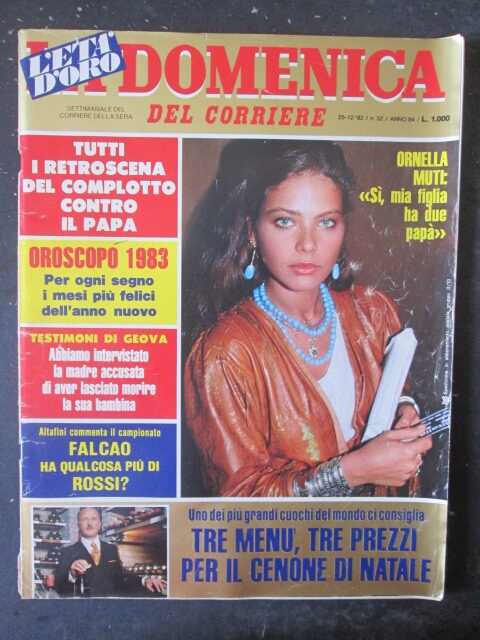 L'ETÀ
D'ORO
LA DOMENICA
DEL CORRIERE
SETTIMANALE DEL
CORRIERE DELLA SERA
25-12-'82 / n. 52 / ANNO 84 / L. 1.000
TUTTI
I RETROSCENA
DEL COMPLOTTO
CONTRO
IL PAPA
ORNELLA
MUTI:
«Sì, mia figlia
ha due
papà»
OROSCOPO 1983
Per ogni segno
i mesi più felici
dell'anno nuovo
TESTIMONI DI GEOVA
Abbiamo intervistato
la madre accusata
di aver lasciato morire
la sua bambina
Altafini commenta il campionato
FALCAO
HA QUALCOSA PIÙ DI
ROSSI?
Uno dei più grandi cuochi del mondo ci consiglia
TRE MENU', TRE PREZZI
PER IL CENONE DI NATALE